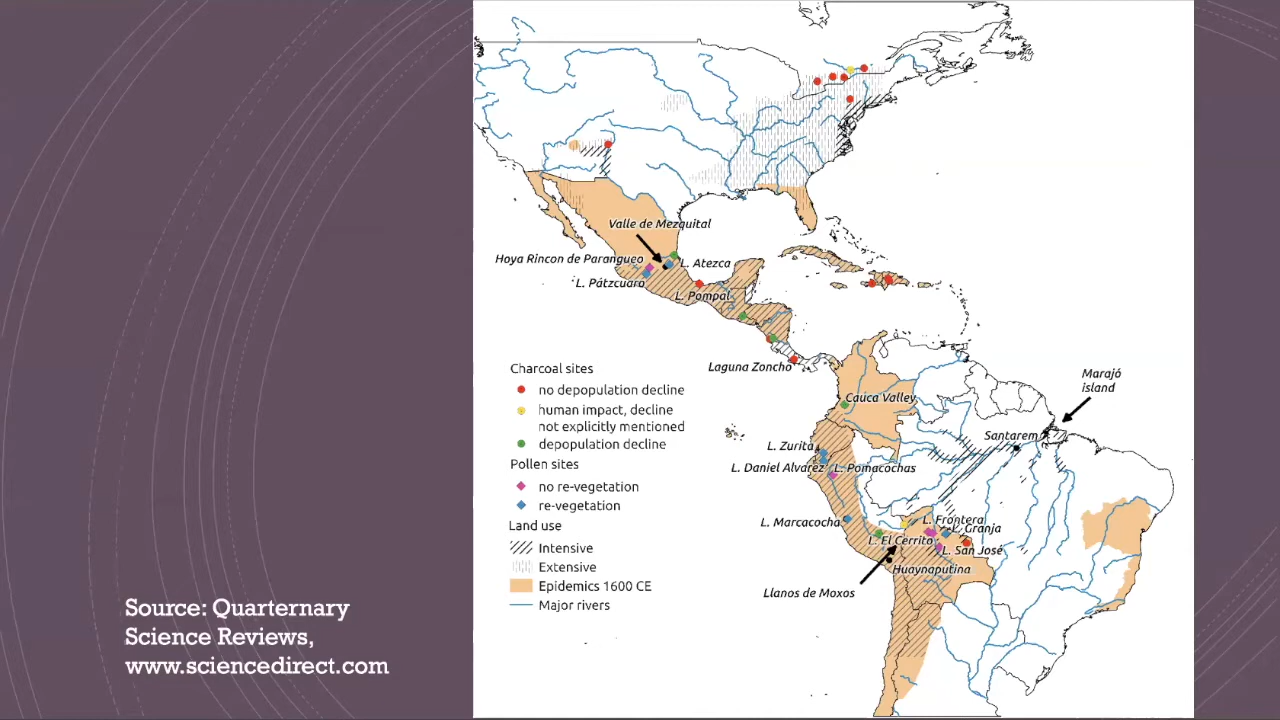 Valle de Mezquital
Hoya Rincon de Parangueo
L. Atezca
L. Pátzcuaro
L. Pompal
Laguna Zoncho
Charcoal sites
no depopulation decline
human impact, decline
not explicitly mentioned
depopulation decline
Pollen sites
no re-vegetation
re-vegetation
Land use
Intensive
Extensive
Epidemics 1600 CE
Major rivers
Marajó
island
Cauca Valley
Santarem
L. Zurita
L. Daniel Alvarez
L. Pomacochas
L. Marcacocha
L. Frontera
L. Granja
L. El Cerrito
L. San José
Huaynaputina
Llanos de Moxos
Source: Quarternary
Science Reviews,
www.sciencedirect.com